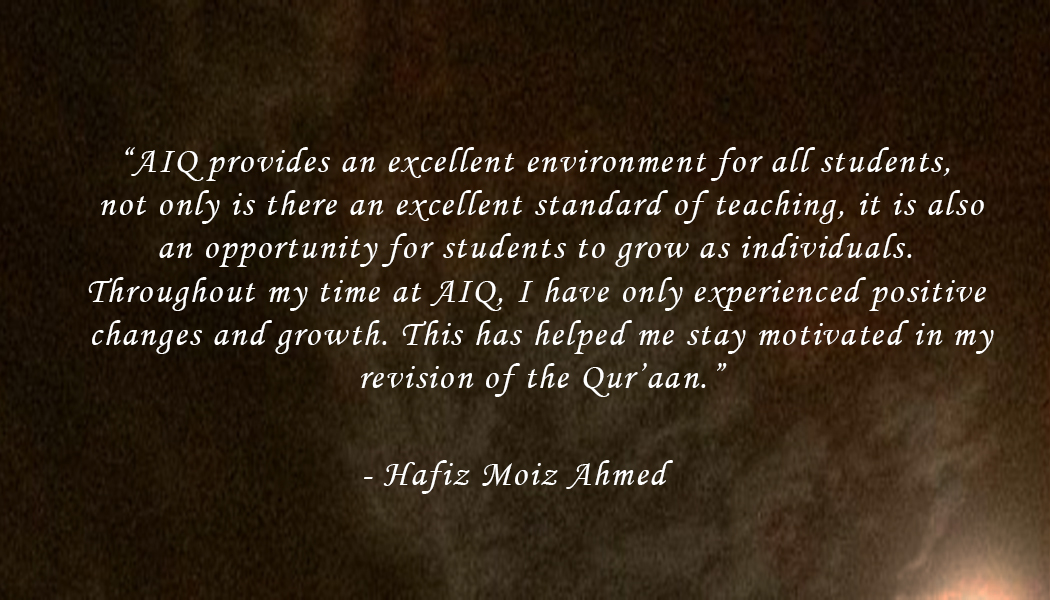 “AIQ provides an excellent environment for all students,
not only is there an excellent standard of teaching, it is also
an opportunity for students to grow as individuals.
Throughout my time at AIQ, I have only experienced positive
changes and growth. This has helped me stay motivated in my
revision of the Qur’aan.”
- Hafiz Moiz Ahmed